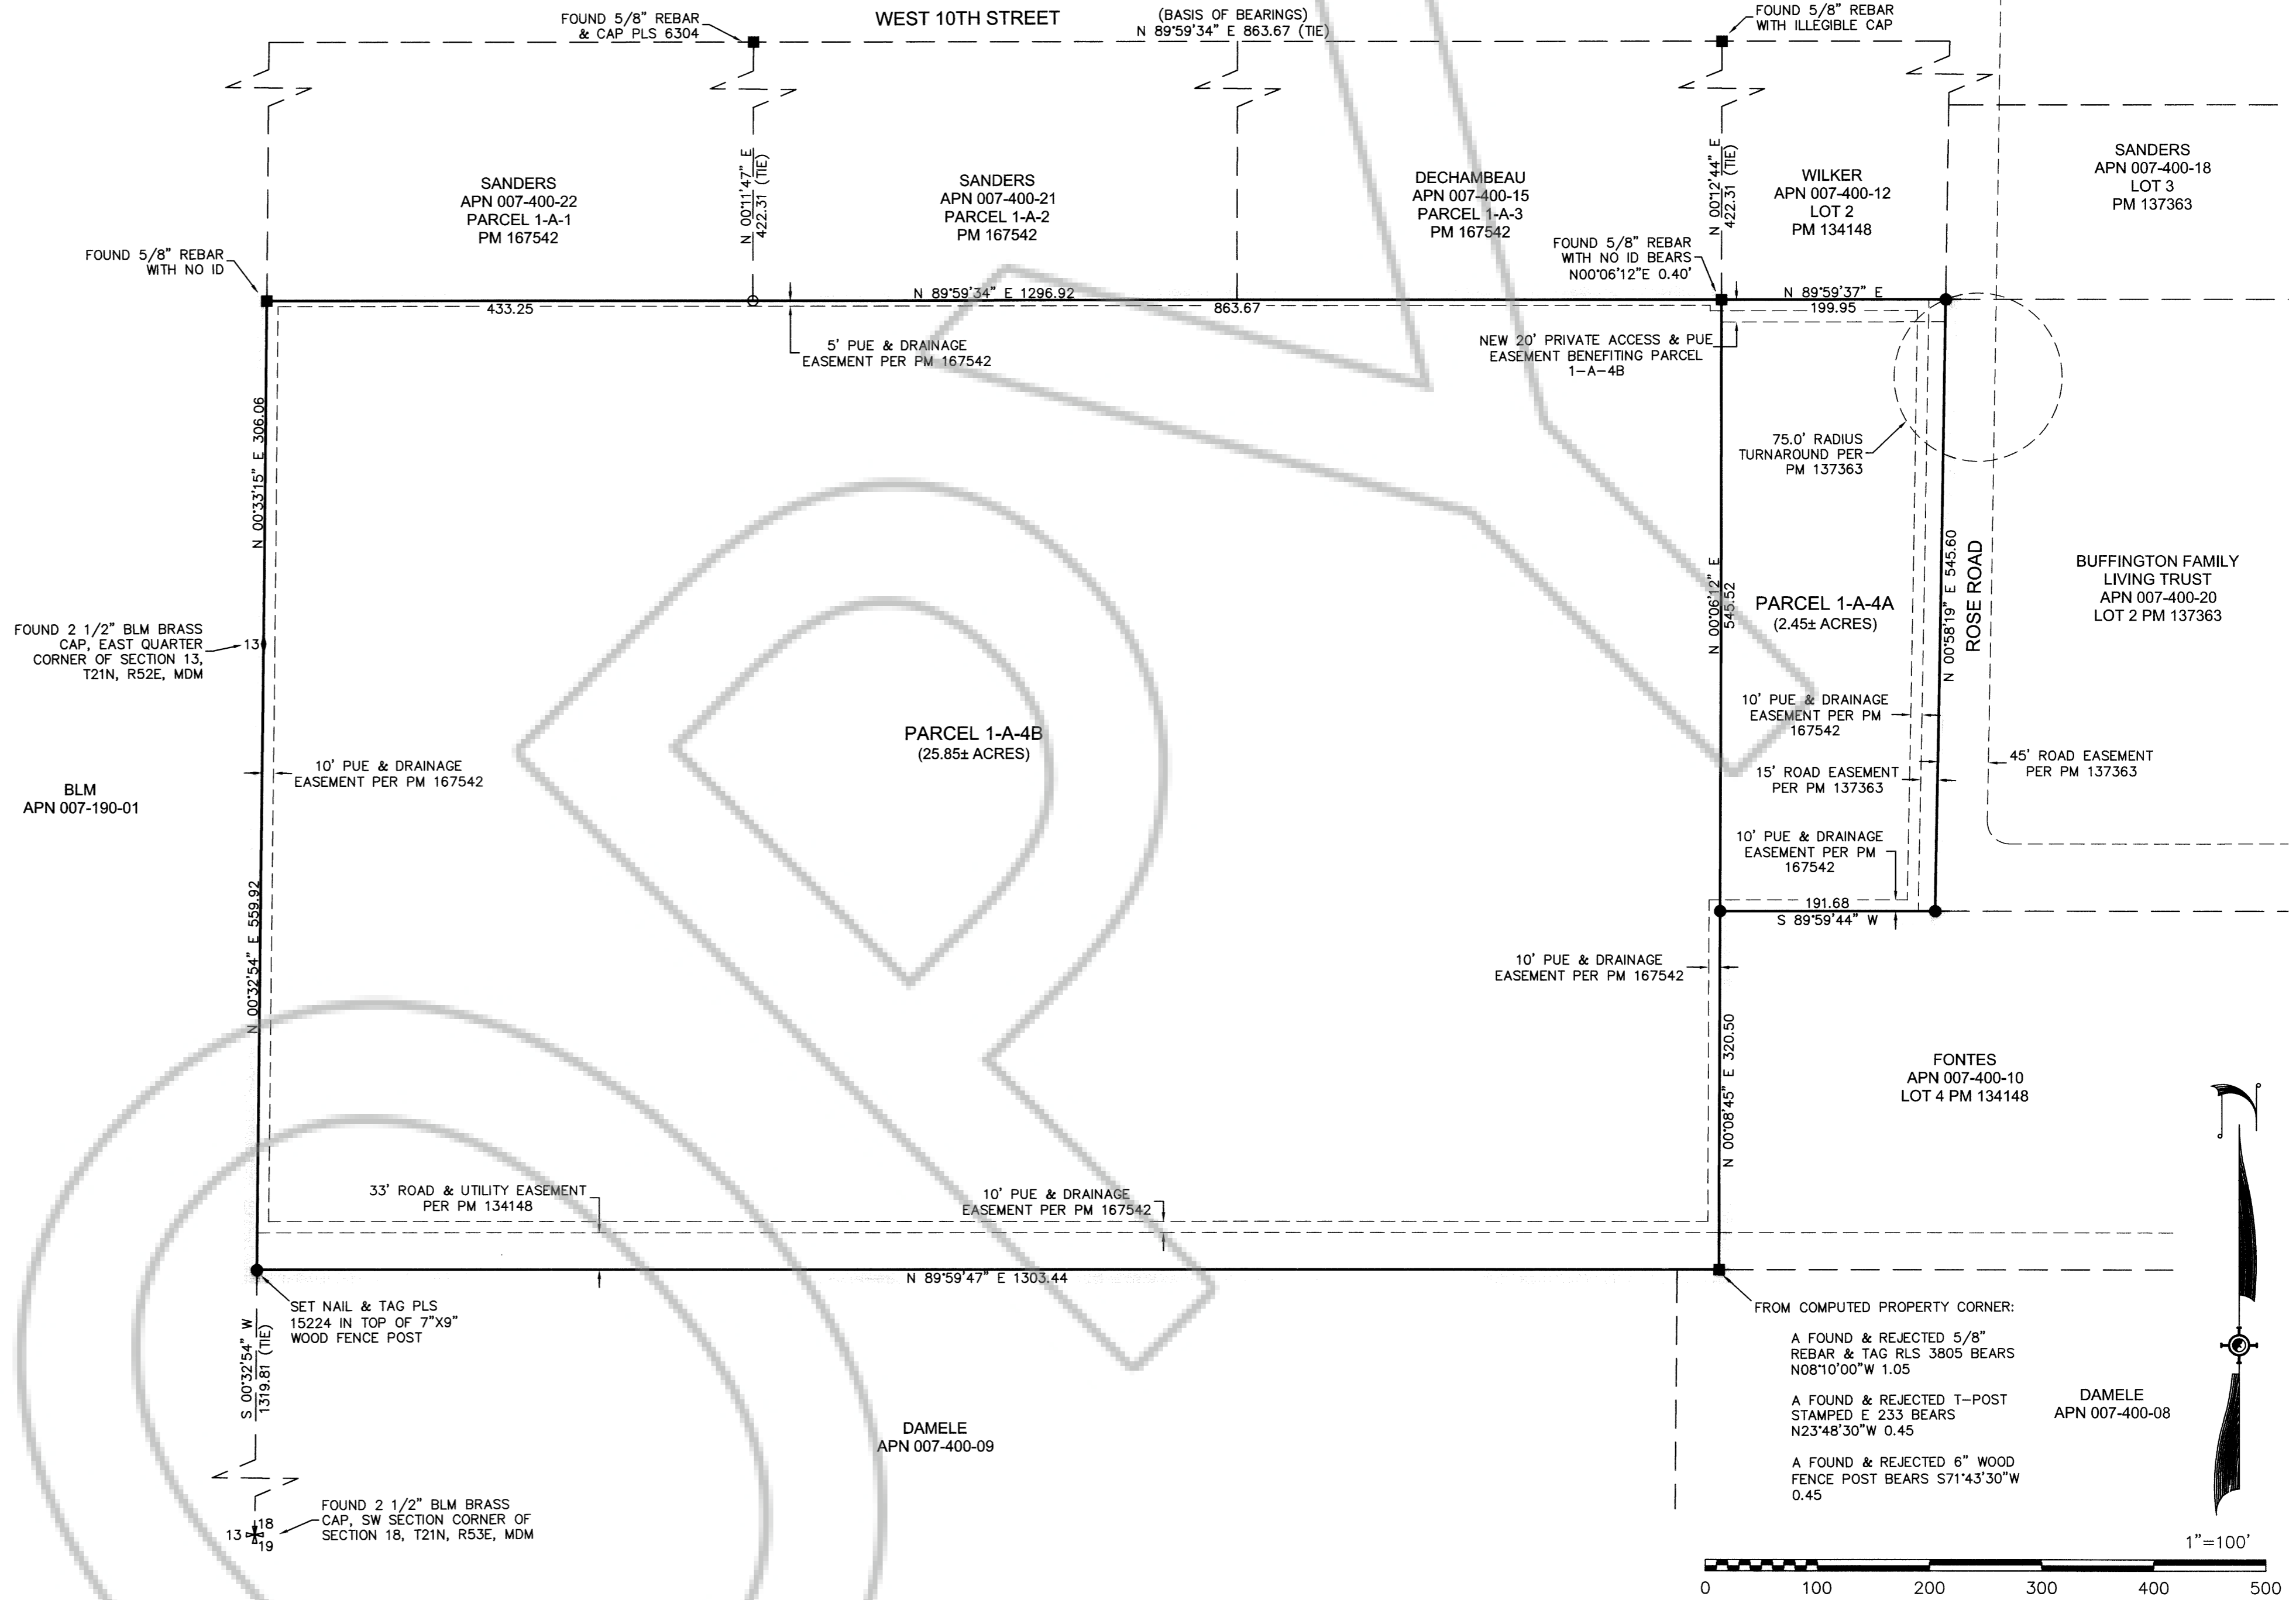 FOUND 5/8" REBAR
& CAP PLS 6304
WEST 10TH STREET
(BASIS OF BEARINGS)
N 89°59'34" E 863.67 (TIE)
FOUND 5/8" REBAR
WITH ILLEGIBLE CAP
SANDERS
APN 007-400-22
PARCEL 1-A-1
PM 167542
N 00°11'47" E
422.31 (TIE)
SANDERS
APN 007-400-21
PARCEL 1-A-2
PM 167542
DECHAMBEAU
APN 007-400-15
PARCEL 1-A-3
PM 167542
N 00°12'44" E
422.31 (TIE)
WILKER
APN 007-400-12
LOT 2
PM 134148
SANDERS
APN 007-400-18
LOT 3
PM 137363
FOUND 5/8" REBAR
WITH NO ID
FOUND 5/8" REBAR
WITH NO ID BEARS
N00°06'12"E 0.40'
N 89°59'34" E 1296.92
433.25
863.67
N 89°59'37" E
199.95
5' PUE & DRAINAGE
EASEMENT PER PM 167542
NEW 20' PRIVATE ACCESS & PUE
EASEMENT BENEFITING PARCEL
1-A-4B
N 00°33'15" E 306.06
75.0' RADIUS
TURNAROUND PER
PM 137363
FOUND 2 1/2" BLM BRASS
CAP, EAST QUARTER
CORNER OF SECTION 13,
T21N, R52E, MDM
13
N 00°06'12" E
545.52
PARCEL 1-A-4A
(2.45± ACRES)
N 00°58'19" E 545.60
ROSE ROAD
BUFFINGTON FAMILY
LIVING TRUST
APN 007-400-20
LOT 2 PM 137363
PARCEL 1-A-4B
(25.85± ACRES)
10' PUE & DRAINAGE
EASEMENT PER PM
167542
BLM
APN 007-190-01
10' PUE & DRAINAGE
EASEMENT PER PM 167542
15' ROAD EASEMENT
PER PM 137363
45' ROAD EASEMENT
PER PM 137363
10' PUE & DRAINAGE
EASEMENT PER PM
167542
191.68
S 89°59'44" W
N 00°32'54" E 559.92
10' PUE & DRAINAGE
EASEMENT PER PM 167542
N 00°08'45" E 320.50
FONTES
APN 007-400-10
LOT 4 PM 134148
33' ROAD & UTILITY EASEMENT
PER PM 134148
10' PUE & DRAINAGE
EASEMENT PER PM 167542
N 89°59'47" E 1303.44
SET NAIL & TAG PLS
15224 IN TOP OF 7"X9"
WOOD FENCE POST
S 00°32'54" W
1319.81 (TIE)
FROM COMPUTED PROPERTY CORNER:
A FOUND & REJECTED 5/8"
REBAR & TAG RLS 3805 BEARS
N08°10'00"W 1.05
A FOUND & REJECTED T-POST
STAMPED E 233 BEARS
N23°48'30"W 0.45
A FOUND & REJECTED 6" WOOD
FENCE POST BEARS S71°43'30"W
0.45
DAMELE
APN 007-400-09
DAMELE
APN 007-400-08
FOUND 2 1/2" BLM BRASS
CAP, SW SECTION CORNER OF
SECTION 18, T21N, R53E, MDM
18
13
19
1"=100'
0 100 200 300 400 500